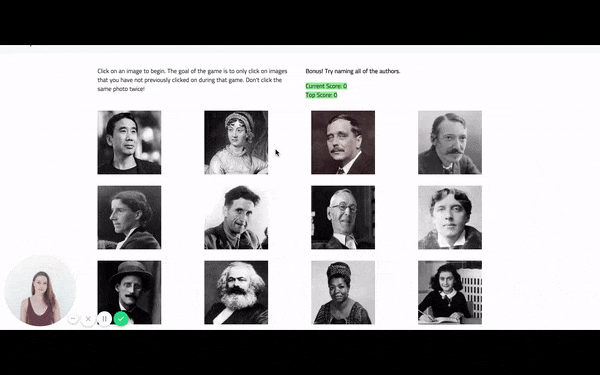 Click on an image to begin. The goal of the game is to only click on images
that you have not previously clicked on during that game. Don't click the
same photo twice!
Bonus! Try naming all of the authors.
Current Score: 0
Top Score: 0